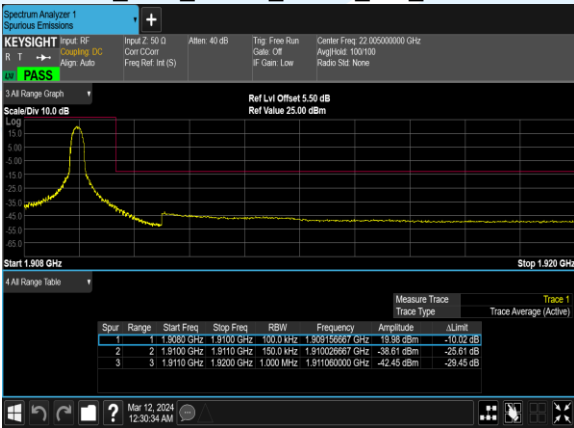 Spectrum Analyzer 1
Spurious Emissions
+
KEYSIGHT Input: RF Input Z: 50 Ω Atten: 40 dB Trig: Free Run Center Freq: 22.005000000 GHz
R T Coupling: DC Corr CCorr Gate: Off Avg|Hold: 100/100
Align: Auto Freq Ref: Int (S) IF Gain: Low Radio Std: None
PASS
3 All Range Graph
Ref Lvl Offset 5.50 dB
Scale/Div 10.0 dB Ref Value 25.00 dBm
Log
15.0
5.00
-5.00
-15.0
-25.0
-35.0
-45.0
-55.0
-65.0
Start 1.908 GHz Stop 1.920 GHz
4 All Range Table
Measure Trace Trace 1
Trace Type Trace Average (Active)
Spur Range Start Freq Stop Freq RBW Frequency Amplitude ΔLimit
1 1 1.9080 GHz 1.9100 GHz 100.0 kHz 1.909156667 GHz 19.98 dBm -10.02 dB
2 2 1.9100 GHz 1.9110 GHz 150.0 kHz 1.910026667 GHz -38.61 dBm -25.61 dB
3 3 1.9110 GHz 1.9200 GHz 1.000 MHz 1.911060000 GHz -42.45 dBm -29.45 dB
? Mar 12, 2024
12:30:34 AM